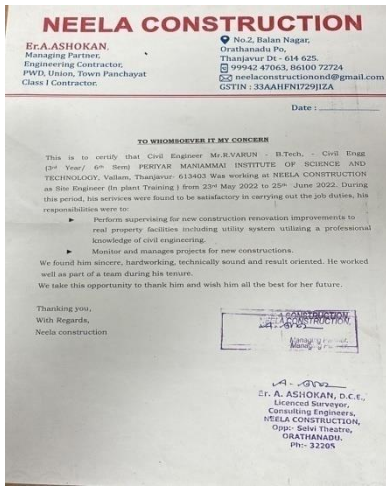 NEELA CONSTRUCTION
Er.A.ASHOKAN,
Managing Partner,
Engineering Contractor,
PWD, Union, Town Panchayat
Class I Contractor.
No.2, Balan Nagar,
Orathanadu Po,
Thanjavur Dt - 614 625.
99942 47063, 86100 72724
neelaconstructionond@gmail.com
GSTIN : 33AAHFN1729J1ZA
Date :
TO WHOMSOEVER IT MY CONCERN
This is to certify that Civil Engineer Mr.R.VARUN - B.Tech, - Civil Engg
(3rd Year/ 6th Sem) PERIYAR MANIAMMAI INSTITUTE OF SCIENCE AND
TECHNOLOGY, Vallam, Thanjavur- 613403 Was working at NEELA CONSTRUCTION
as Site Engineer (In plant Training ) from 23rd May 2022 to 25th June 2022. During
this period, his services were found to be satisfactory in carrying out the job duties, his
responsibilities were to:
► Perform supervising for new construction renovation improvements to
real property facilities including utility system utilizing a professional
knowledge of civil engineering.
► Monitor and manages projects for new constructions.
We found him sincere, hardworking, technically sound and result oriented. He worked
well as part of a team during his tenure.
We take this opportunity to thank him and wish him all the best for her future.
Thanking you,
With Regards,
Neela construction
CONSTRUCTION,
Managing Partner.
Er. A. ASHOKAN, D.C.E.,
Licenced Surveyor,
Consulting Engineers,
NEELA CONSTRUCTION,
Opp:- Selvi Theatre,
ORATHANADU.
Ph:- 32205